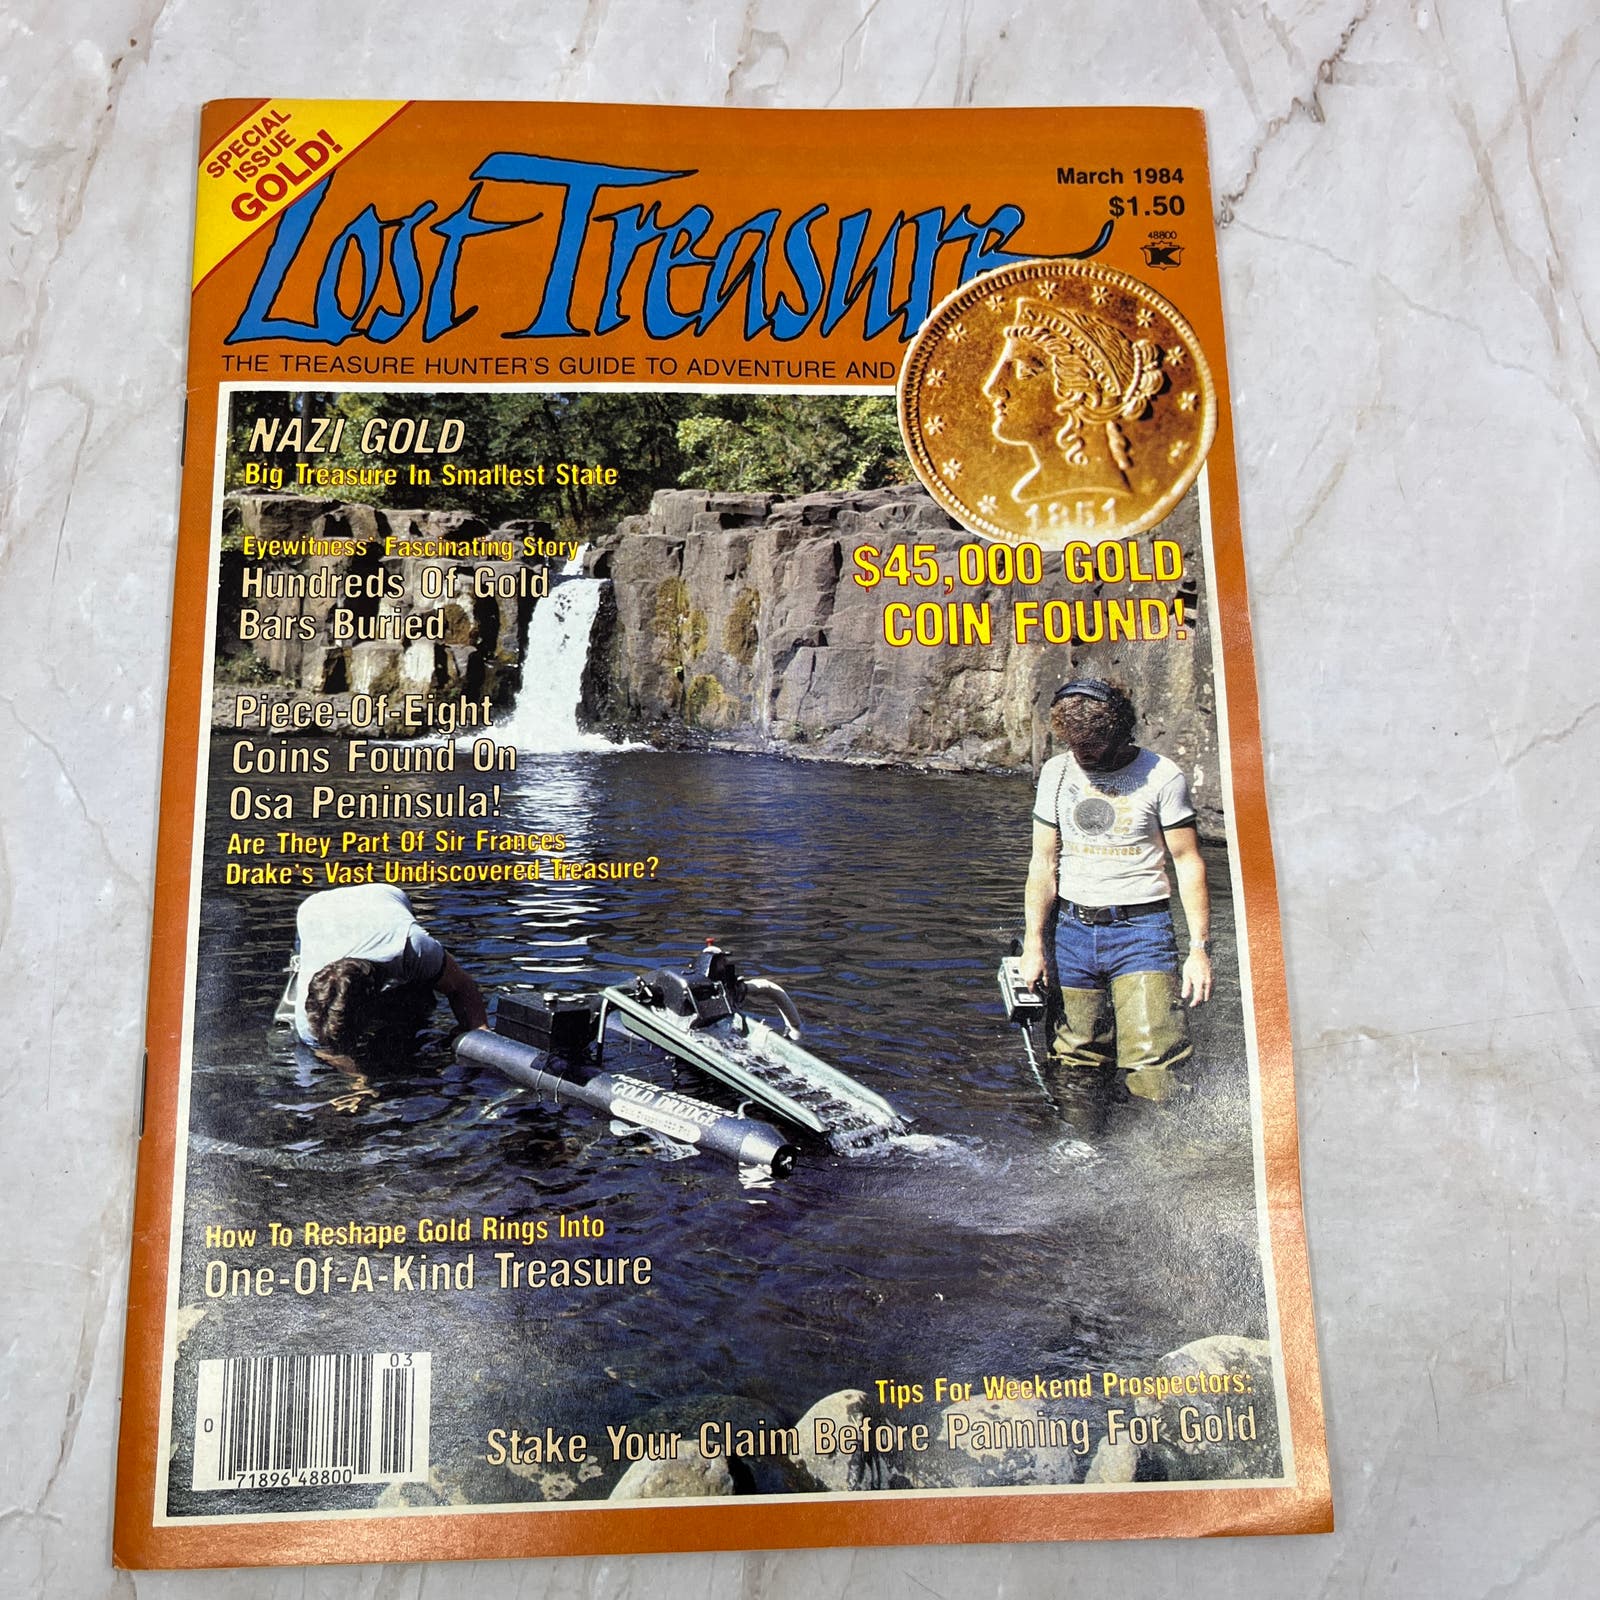 SPECIAL
ISSUE
GOLD!
Lost Treasure
March 1984
$1.50
48800
K
THE TREASURE HUNTER'S GUIDE TO ADVENTURE AND
1851
NAZI GOLD
Big Treasure In Smallest State
Eyewitness' Fascinating Story
Hundreds Of Gold
Bars Buried
$45,000 GOLD
COIN FOUND!
Piece-Of-Eight
Coins Found On
Osa Peninsula!
Are They Part Of Sir Frances
Drake's Vast Undiscovered Treasure?
GOLD DREDGE
How To Reshape Gold Rings Into
One-Of-A-Kind Treasure
03
0
71896 48800
Tips For Weekend Prospectors:
Stake Your Claim Before Panning For Gold